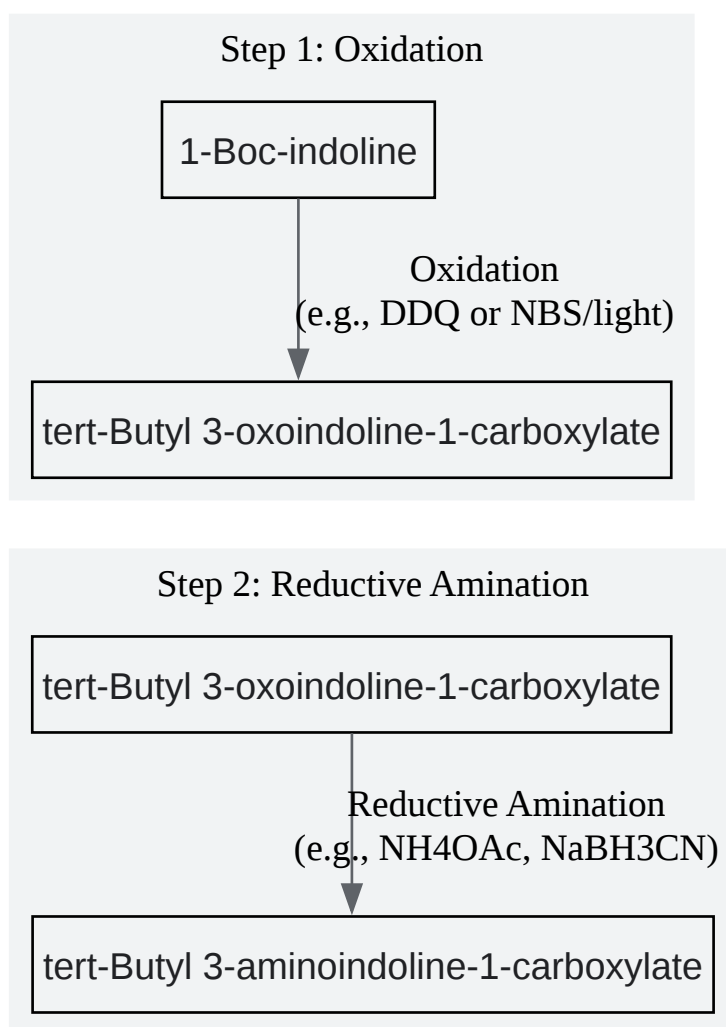 Step 1: Oxidation
1-Boc-indoline
Oxidation
(e.g., DDQ or NBS/light)
tert-Butyl 3-oxoindoline-1-carboxylate
Step 2: Reductive Amination
tert-Butyl 3-oxoindoline-1-carboxylate
Reductive Amination
(e.g., NH4OAc, NaBH3CN)
tert-Butyl 3-aminoindoline-1-carboxylate